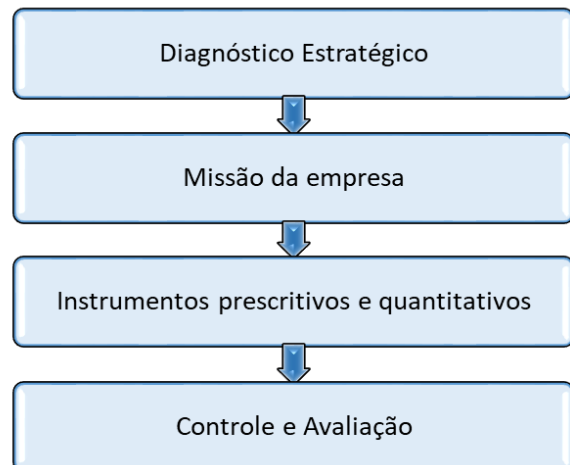 Diagnóstico Estratégico
Missão da empresa
Instrumentos prescritivos e quantitativos
Controle e Avaliação